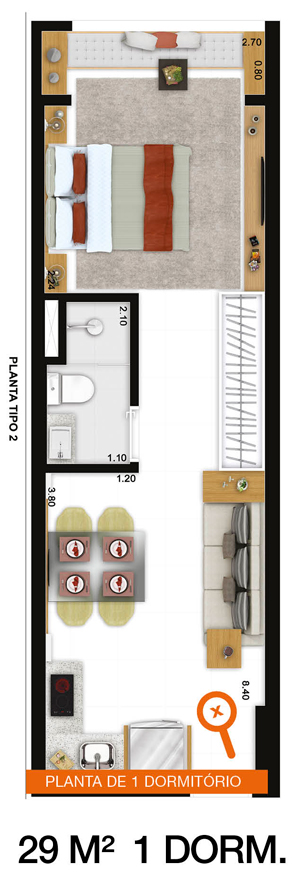 2.70
0.80
2.24
2.10
1.10
1.20
PLANTA TIPO 2
3.80
8.40
PLANTA DE 1 DORMITÓRIO
29 M² 1 DORM.